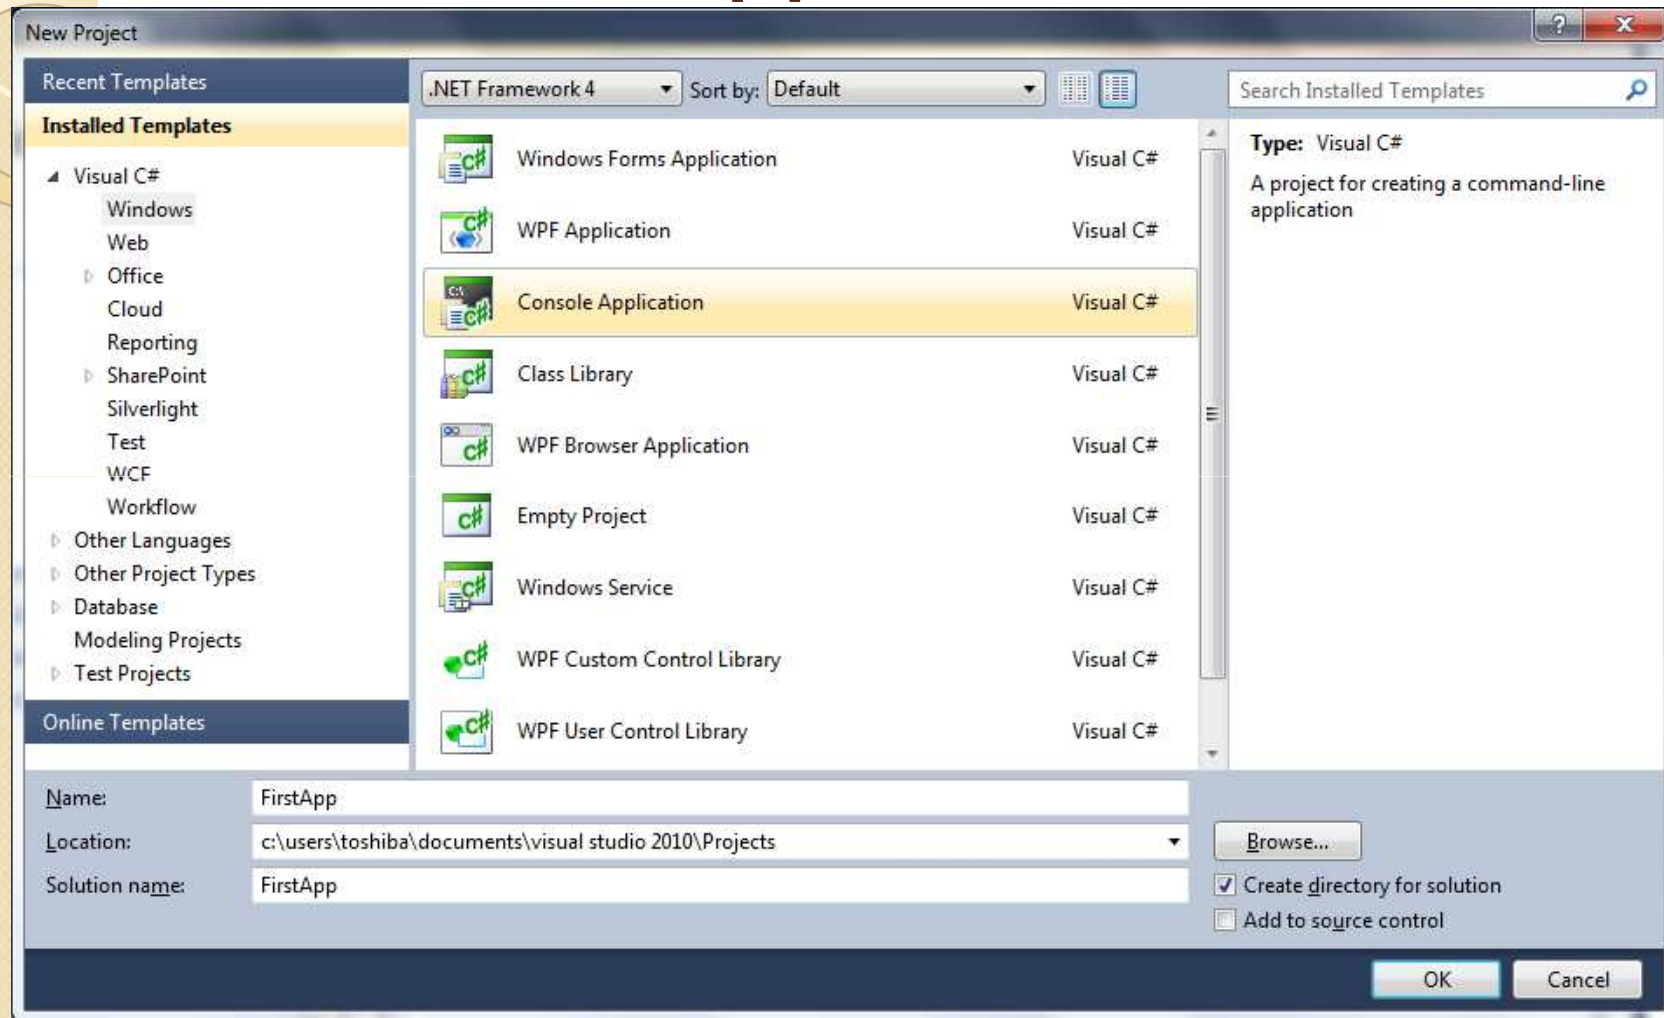 New Project
Recent Templates
Installed Templates
Visual C#
Windows
Web
Office
Cloud
Reporting
SharePoint
Silverlight
Test
WCF
Workflow
Other Languages
Other Project Types
Database
Modeling Projects
Test Projects
Online Templates
.NET Framework 4
Sort by: Default
Search Installed Templates
Windows Forms Application Visual C#
WPF Application Visual C#
Console Application Visual C#
Class Library Visual C#
WPF Browser Application Visual C#
Empty Project Visual C#
Windows Service Visual C#
WPF Custom Control Library Visual C#
WPF User Control Library Visual C#
Type: Visual C#
A project for creating a command-line
application
Name: FirstApp
Location: c:\users\toshiba\documents\visual studio 2010\Projects
Browse...
Solution name: FirstApp
Create directory for solution
Add to source control
OK Cancel